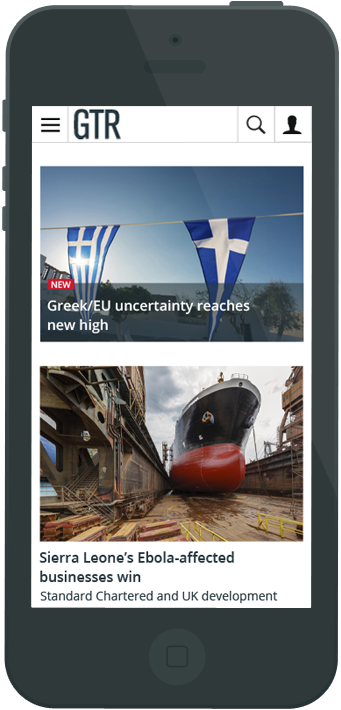 GTR
NEW
Greek/EU uncertainty reaches
new high
Sierra Leone’s Ebola-affected
businesses win
Standard Chartered and UK development